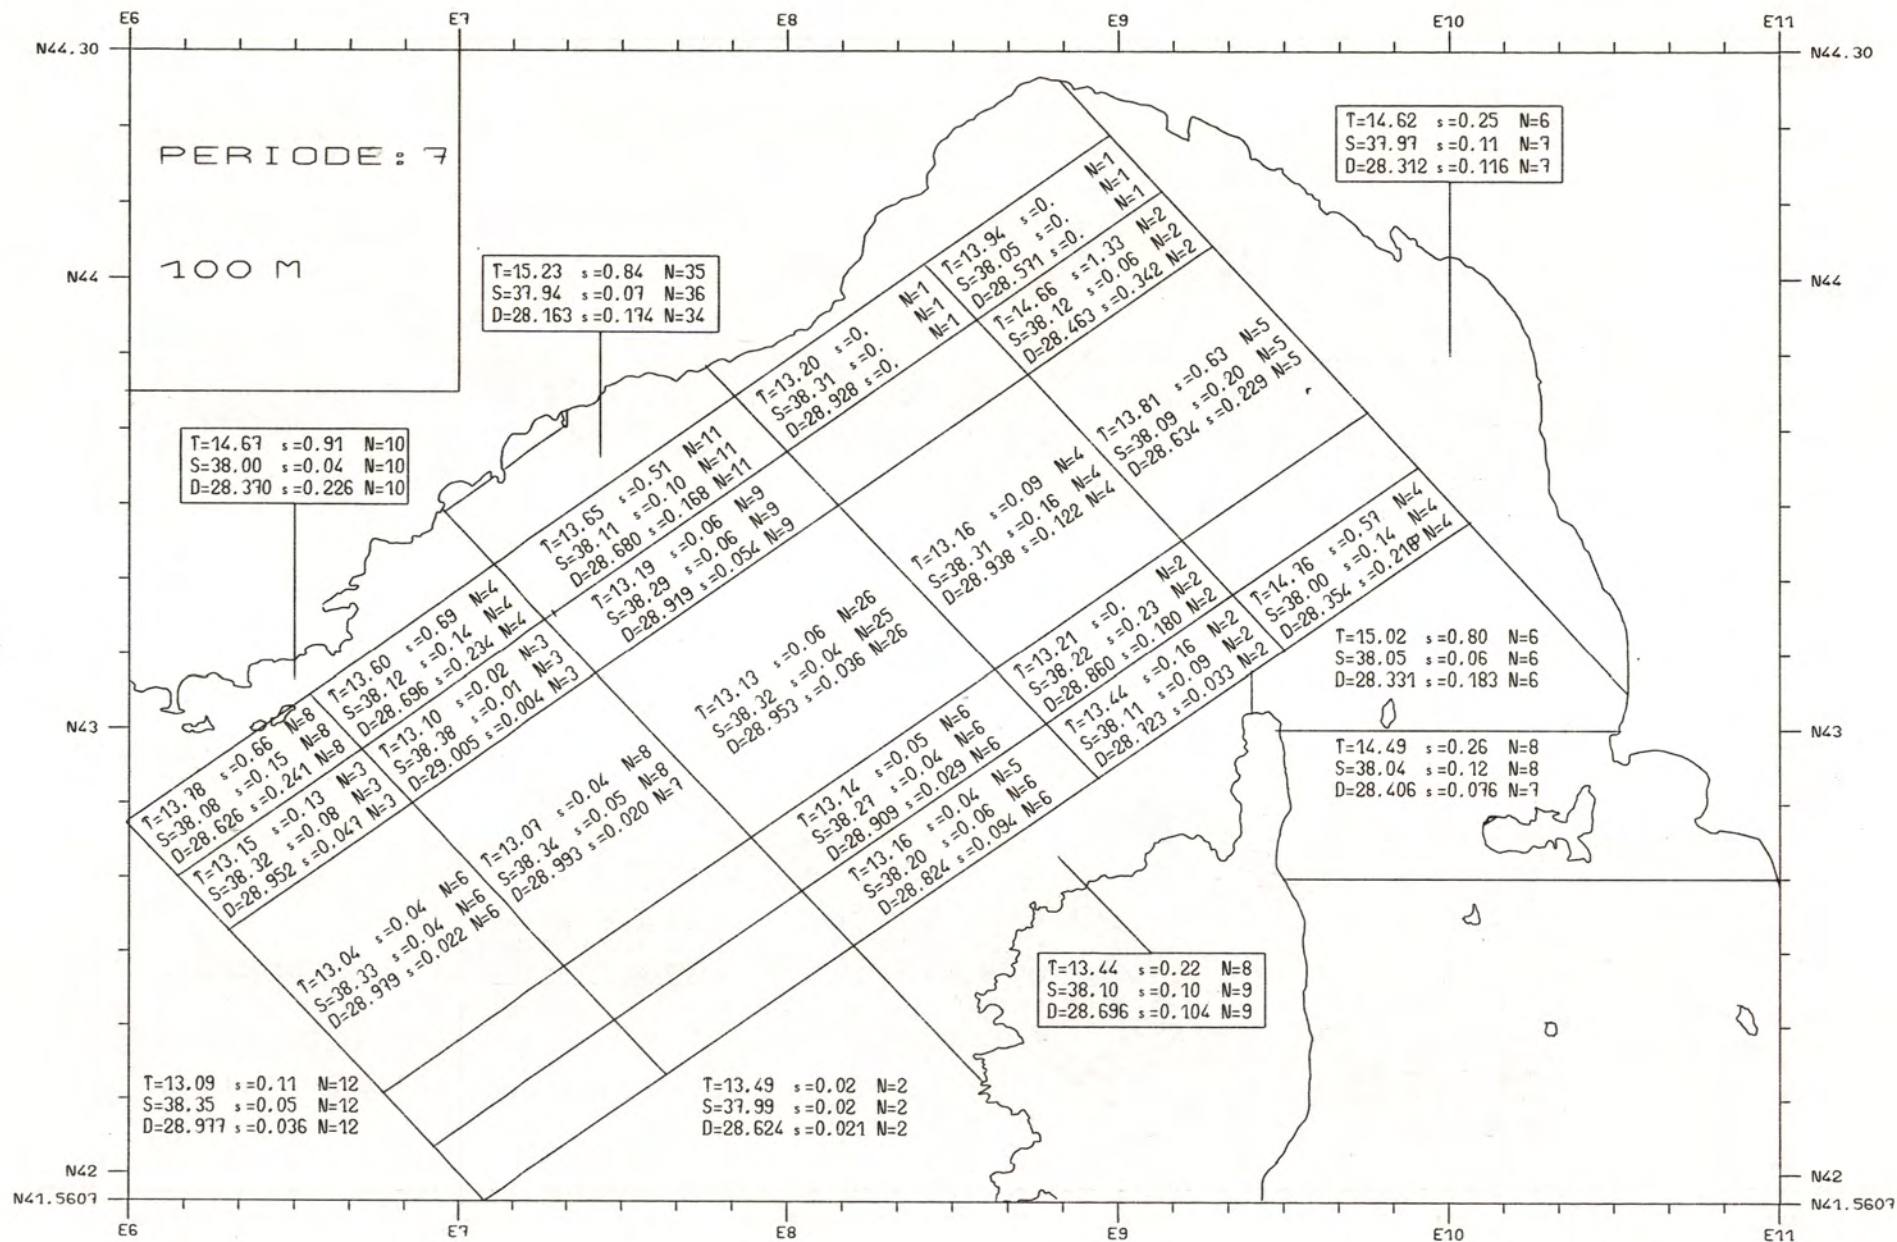 E6 E7 E8 E9 E10 E11
N44.30 N44.30
PERIODE: 7
100 M
T=14.62 s=0.25 N=6
S=37.97 s=0.11 N=7
D=28.312 s=0.116 N=7
T=15.23 s=0.84 N=35
S=37.94 s=0.07 N=36
D=28.163 s=0.174 N=34
N44 N44
T=14.67 s=0.91 N=10
S=38.00 s=0.04 N=10
D=28.370 s=0.226 N=10
T=13.94 s=0. N=1
S=38.05 s=0. N=1
D=28.571 s=0. N=1
T=14.66 s=1.33 N=2
S=38.12 s=0.06 N=2
D=28.463 s=0.342 N=2
T=13.20 s=0. N=1
S=38.31 s=0. N=1
D=28.928 s=0. N=1
T=13.81 s=0.63 N=5
S=38.09 s=0.20 N=5
D=28.634 s=0.229 N=5
T=13.65 s=0.51 N=11
S=38.11 s=0.10 N=11
D=28.680 s=0.168 N=11
T=13.19 s=0.06 N=9
S=38.29 s=0.06 N=9
D=28.919 s=0.054 N=9
T=13.16 s=0.09 N=4
S=38.31 s=0.16 N=4
D=28.938 s=0.122 N=4
T=14.76 s=0.57 N=4
S=38.00 s=0.14 N=4
D=28.354 s=0.218 N=4
T=13.60 s=0.69 N=4
S=38.12 s=0.14 N=4
D=28.696 s=0.234 N=4
T=13.10 s=0.02 N=3
S=38.38 s=0.01 N=3
D=29.005 s=0.004 N=3
T=13.13 s=0.06 N=26
S=38.32 s=0.04 N=25
D=28.953 s=0.036 N=26
T=13.21 s=0. N=2
S=38.22 s=0.23 N=2
D=28.860 s=0.180 N=2
T=13.44 s=0.16 N=2
S=38.11 s=0.09 N=2
D=28.723 s=0.033 N=2
T=15.02 s=0.80 N=6
S=38.05 s=0.06 N=6
D=28.331 s=0.183 N=6
N43 N43
T=14.49 s=0.26 N=8
S=38.04 s=0.12 N=8
D=28.406 s=0.076 N=7
T=13.78 s=0.66 N=8
S=38.08 s=0.15 N=8
D=28.626 s=0.241 N=8
T=13.15 s=0.13 N=3
S=38.32 s=0.08 N=3
D=28.952 s=0.047 N=3
T=13.07 s=0.04 N=8
S=38.34 s=0.05 N=8
D=28.993 s=0.020 N=7
T=13.14 s=0.05 N=6
S=38.27 s=0.04 N=6
D=28.909 s=0.029 N=6
T=13.16 s=0.04 N=5
S=38.20 s=0.06 N=6
D=28.824 s=0.094 N=6
T=13.04 s=0.04 N=6
S=38.33 s=0.04 N=6
D=28.979 s=0.022 N=6
T=13.44 s=0.22 N=8
S=38.10 s=0.10 N=9
D=28.696 s=0.104 N=9
T=13.09 s=0.11 N=12
S=38.35 s=0.05 N=12
D=28.977 s=0.036 N=12
T=13.49 s=0.02 N=2
S=37.99 s=0.02 N=2
D=28.624 s=0.021 N=2
N42 N42
N41.5607 N41.5607
E6 E7 E8 E9 E10 E11